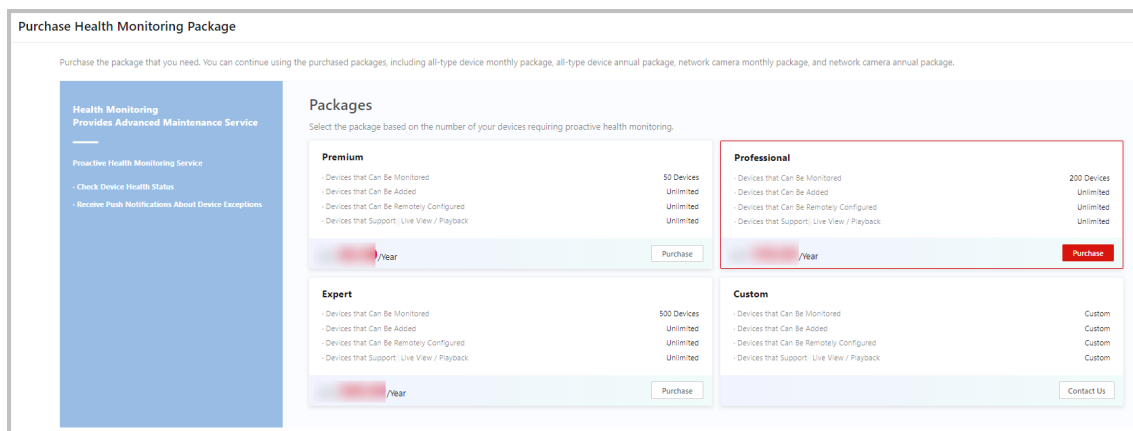 Purchase Health Monitoring Package
Purchase the package that you need. You can continue using the purchased packages, including all-type device monthly package, all-type device annual package, network camera monthly package, and network camera annual package.
Health Monitoring
Provides Advanced Maintenance Service
Proactive Health Monitoring Service
- Check Device Health Status
- Receive Push Notifications About Device Exceptions
Packages
Select the package based on the number of your devices requiring proactive health monitoring.
Premium
- Devices that Can Be Monitored 50 Devices
- Devices that Can Be Added Unlimited
- Devices that Can Be Remotely Configured Unlimited
- Devices that Support Live View / Playback Unlimited
/Year Purchase
Professional
- Devices that Can Be Monitored 200 Devices
- Devices that Can Be Added Unlimited
- Devices that Can Be Remotely Configured Unlimited
- Devices that Support Live View / Playback Unlimited
/Year Purchase
Expert
- Devices that Can Be Monitored 500 Devices
- Devices that Can Be Added Unlimited
- Devices that Can Be Remotely Configured Unlimited
- Devices that Support Live View / Playback Unlimited
/Year Purchase
Custom
- Devices that Can Be Monitored Custom
- Devices that Can Be Added Custom
- Devices that Can Be Remotely Configured Custom
- Devices that Support Live View / Playback Custom
Contact Us